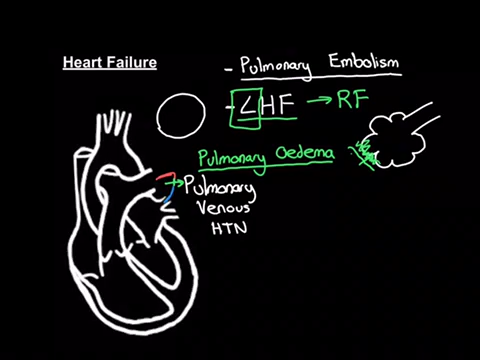 Heart Failure
- Pulmonary Embolism
- LHF → RF
Pulmonary Oedema
→ Pulmonary
Venous
HTN